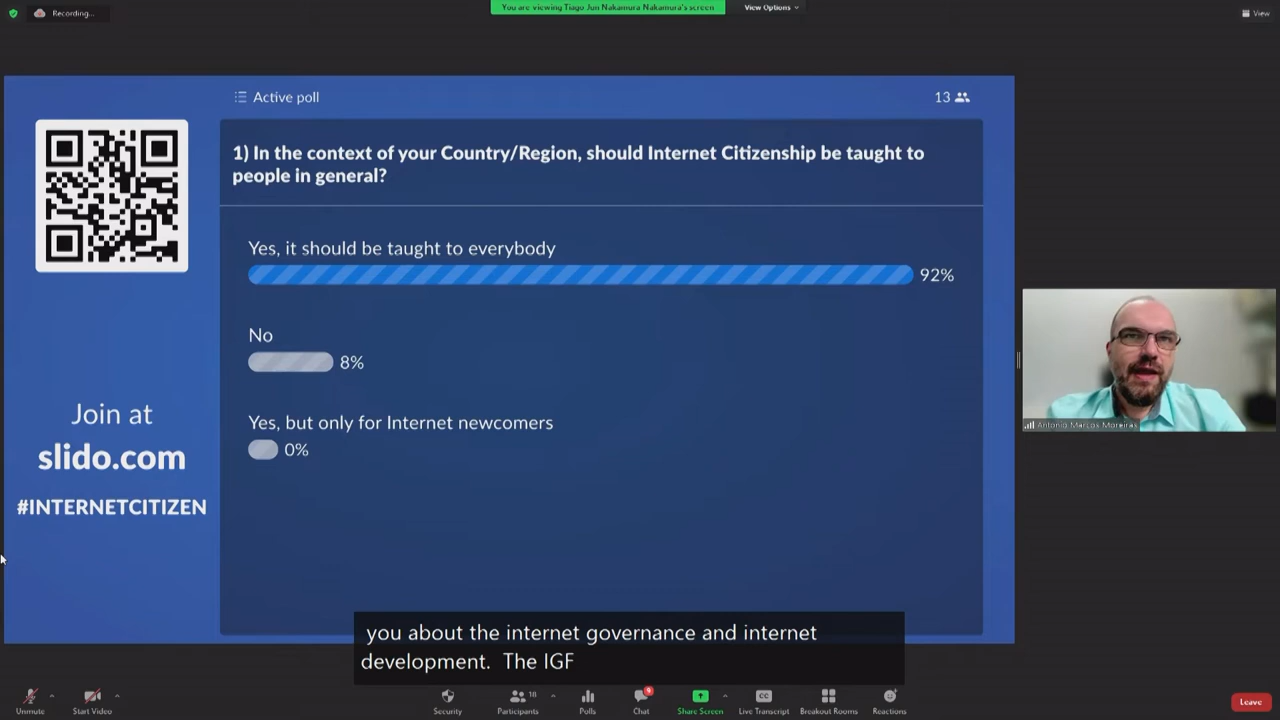 Recording...
You are viewing Tiago Jun Nakamura Nakamura's screen
View Options
View
Active poll
13
1) In the context of your Country/Region, should Internet Citizenship be taught to
people in general?
Yes, it should be taught to everybody
92%
No
8%
Yes, but only for Internet newcomers
0%
Join at
slido.com
#INTERNETCITIZEN
Antonio Marcos Moreiras
you about the internet governance and internet
development. The IGF
Unmute
Start Video
Security
18
Participants
Polls
Chat
Share Screen
CC
Live Transcript
Breakout Rooms
Reactions
Leave